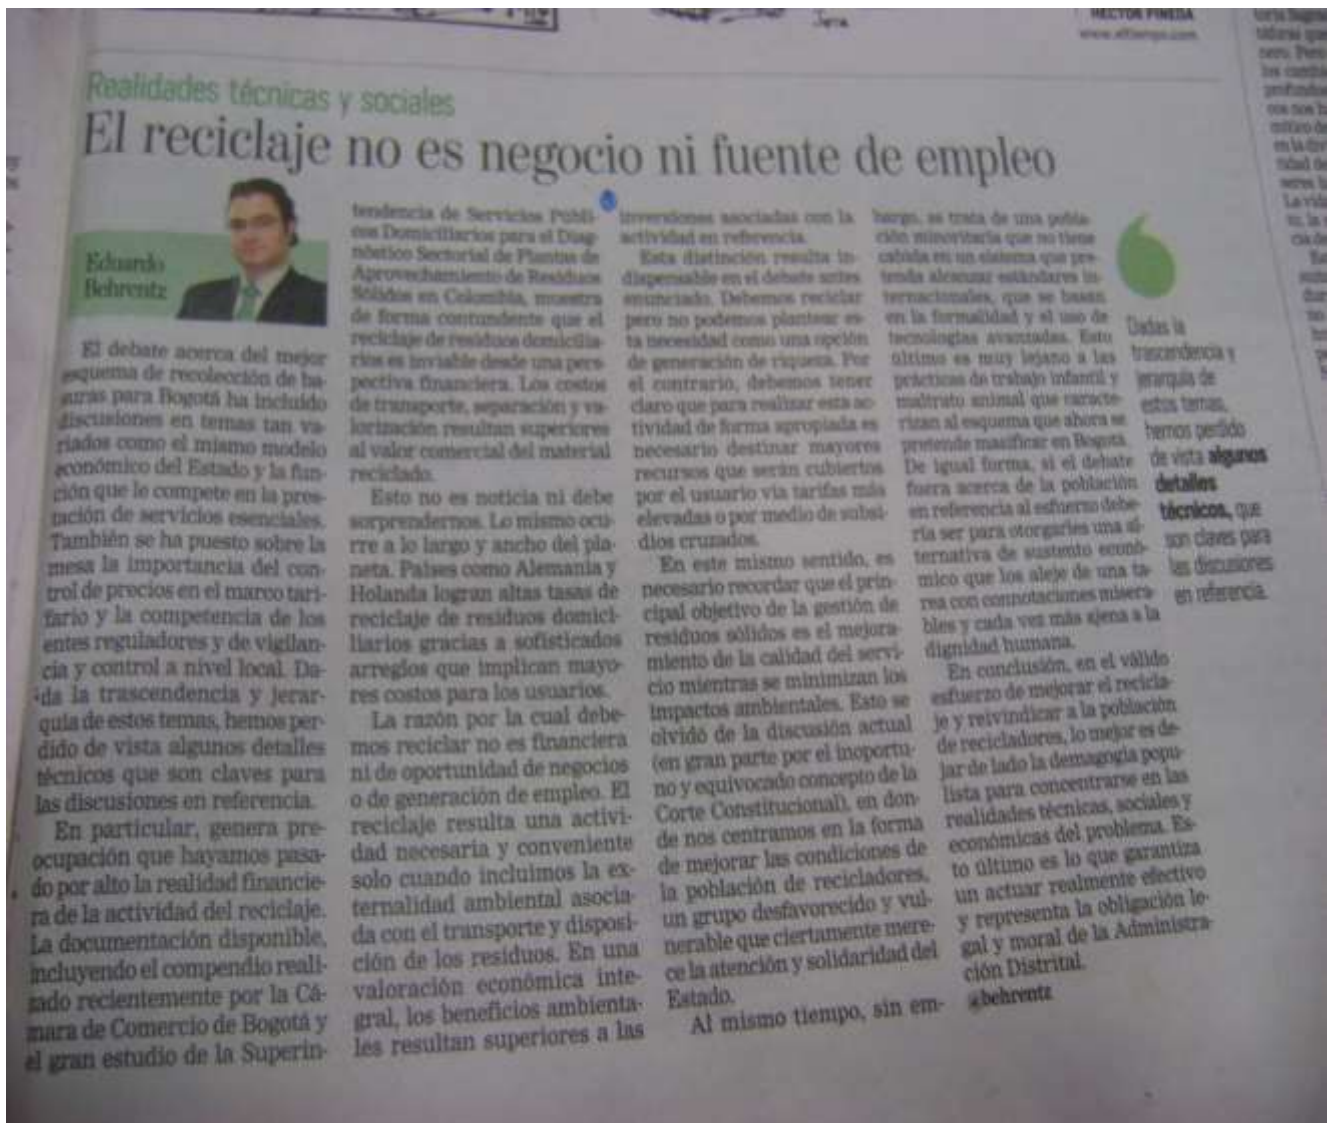 HECTOR PINEDA
www.eltiempo.com
Realidades técnicas y sociales
El reciclaje no es negocio ni fuente de empleo
Eduardo
Behrentz
El debate acerca del mejor
esquema de recolección de ba-
suras para Bogotá ha incluido
discusiones en temas tan va-
riados como el mismo modelo
económico del Estado y la fun-
ción que le compete en la pres-
tación de servicios esenciales.
También se ha puesto sobre la
mesa la importancia del con-
trol de precios en el marco tari-
fario y la competencia de los
entes reguladores y de vigilan-
cia y control a nivel local. Da-
da la trascendencia y jerar-
quía de estos temas, hemos per-
dido de vista algunos detalles
técnicos que son claves para
las discusiones en referencia.
En particular, genera pre-
ocupación que hayamos pasa-
do por alto la realidad financie-
ra de la actividad del reciclaje.
La documentación disponible,
incluyendo el compendio reali-
zado recientemente por la Cá-
mara de Comercio de Bogotá y
el gran estudio de la Superin-
tendencia de Servicios Públi-
cos Domiciliarios para el Diag-
nóstico Sectorial de Plantas de
Aprovechamiento de Residuos
Sólidos en Colombia, muestra
de forma contundente que el
reciclaje de residuos domicilia-
rios es inviable desde una pers-
pectiva financiera. Los costos
de transporte, separación y va-
lorización resultan superiores
al valor comercial del material
reciclado.
Esto no es noticia ni debe
sorprendernos. Lo mismo ocu-
rre a lo largo y ancho del pla-
neta. Países como Alemania y
Holanda logran altas tasas de
reciclaje de residuos domici-
liarios gracias a sofisticados
arreglos que implican mayo-
res costos para los usuarios.
La razón por la cual debe-
mos reciclar no es financiera
ni de oportunidad de negocios
o de generación de empleo. El
reciclaje resulta una activi-
dad necesaria y conveniente
solo cuando incluimos la ex-
ternalidad ambiental asocia-
da con el transporte y disposi-
ción de los residuos. En una
valoración económica inte-
gral, los beneficios ambienta-
les resultan superiores a las
inversiones asociadas con la
actividad en referencia.
Esta distinción resulta in-
dispensable en el debate antes
enunciado. Debemos reciclar
pero no podemos plantear es-
ta necesidad como una opción
de generación de riqueza. Por
el contrario, debemos tener
claro que para realizar esta ac-
tividad de forma apropiada es
necesario destinar mayores
recursos que serán cubiertos
por el usuario vía tarifas más
elevadas o por medio de subsi-
dios cruzados.
En este mismo sentido, es
necesario recordar que el prin-
cipal objetivo de la gestión de
residuos sólidos es el mejora-
miento de la calidad del servi-
cio mientras se minimizan los
impactos ambientales. Esto se
olvidó de la discusión actual
(en gran parte por el inoportu-
no y equivocado concepto de la
Corte Constitucional), en don-
de nos centramos en la forma
de mejorar las condiciones de
la población de recicladores,
un grupo desfavorecido y vul-
nerable que ciertamente mere-
ce la atención y solidaridad del
Estado.
Al mismo tiempo, sin em-
bargo, se trata de una pobla-
ción minoritaria que no tiene
cabida en un sistema que pre-
tenda alcanzar estándares in-
ternacionales, que se basan
en la formalidad y el uso de
tecnologías avanzadas. Esto
último es muy lejano a las
prácticas de trabajo infantil y
maltrato animal que caracte-
rizan al esquema que ahora se
pretende masificar en Bogotá.
De igual forma, si el debate
fuera acerca de la población
en referencia al esfuerzo debe-
ría ser para otorgarles una al-
ternativa de sustento econó-
mico que los aleje de una ta-
rea con connotaciones misera-
bles y cada vez más ajena a la
dignidad humana.
En conclusión, en el válido
esfuerzo de mejorar el recicla-
je y reivindicar a la población
de recicladores, lo mejor es de-
jar de lado la demagogia popu-
lista para concentrarse en las
realidades técnicas, sociales y
económicas del problema. Es-
to último es lo que garantiza
un actuar realmente efectivo
y representa la obligación le-
gal y moral de la Administra-
ción Distrital.
@behrentz
Dadas la
trascendencia y
jerarquía de
estos temas,
hemos perdido
de vista algunos
detalles
técnicos, que
son claves para
las discusiones
en referencia.